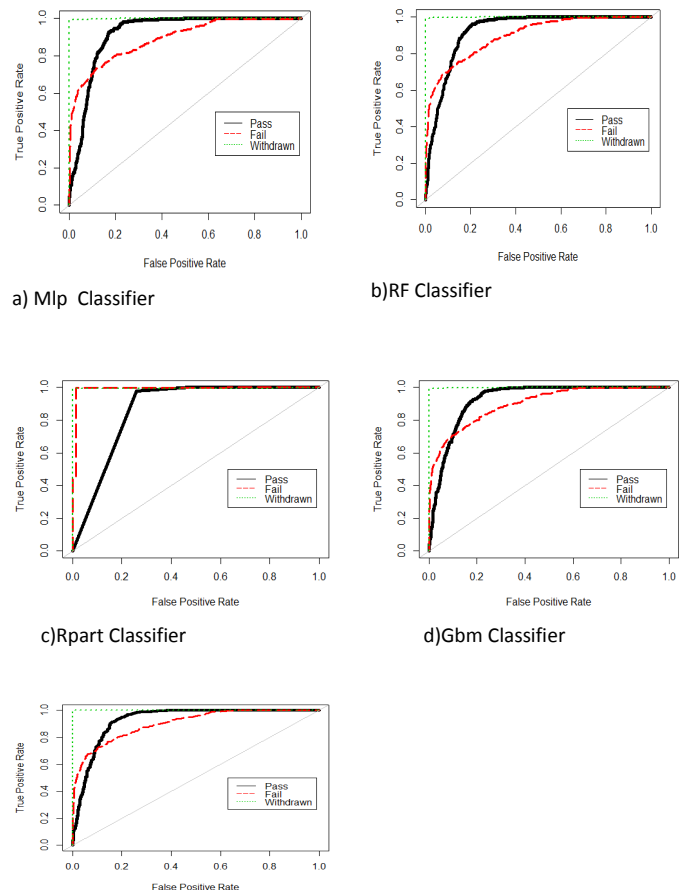 True Positive Rate
1.0
0.8
0.6
0.4
0.2
0.0
Pass
Fail
Withdrawn
0.0 0.2 0.4 0.6 0.8 1.0
False Positive Rate
a) Mlp Classifier
True Positive Rate
1.0
0.8
0.6
0.4
0.2
0.0
Pass
Fail
Withdrawn
0.0 0.2 0.4 0.6 0.8 1.0
False Positive Rate
b)RF Classifier
True Positive Rate
1.0
0.8
0.6
0.4
0.2
0.0
Pass
Fail
Withdrawn
0.0 0.2 0.4 0.6 0.8 1.0
False Positive Rate
c)Rpart Classifier
True Positive Rate
1.0
0.8
0.6
0.4
0.2
0.0
Pass
Fail
Withdrawn
0.0 0.2 0.4 0.6 0.8 1.0
False Positive Rate
d)Gbm Classifier
True Positive Rate
1.0
0.8
0.6
0.4
0.2
0.0
Pass
Fail
Withdrawn
0.0 0.2 0.4 0.6 0.8 1.0
False Positive Rate